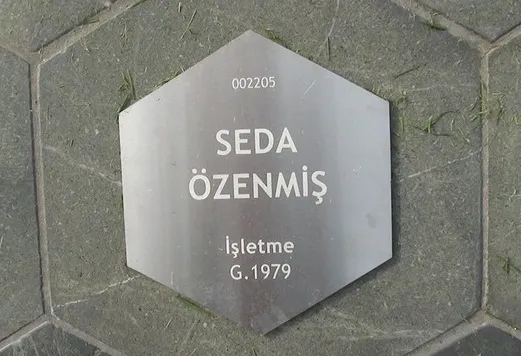 002205
SEDA
ÖZENMİŞ
İşletme
G.1979